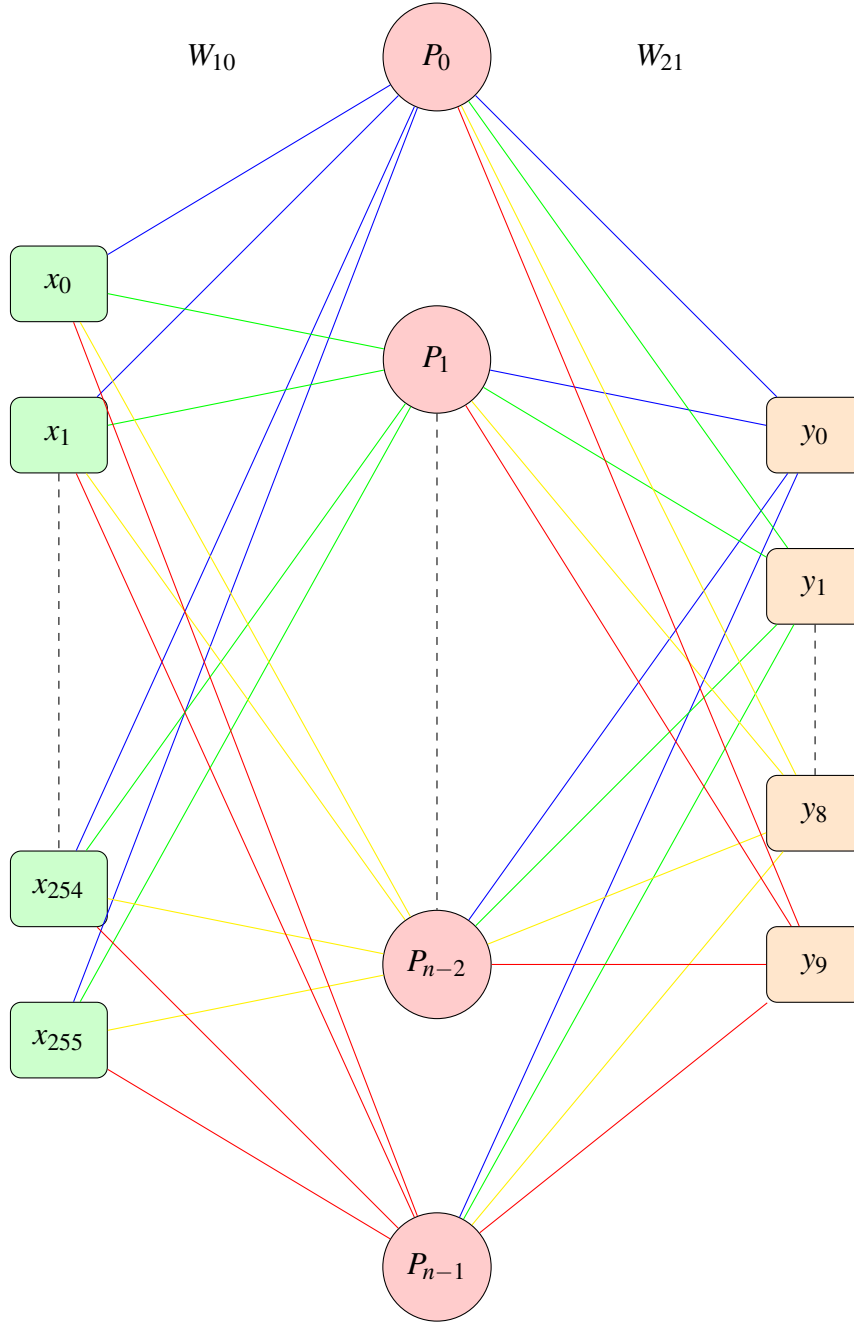 W₁₀ P₀ W₂₁
x₀
P₁
x₁ y₀
y₁
y₈
x₂₅₄
Pₙ₋₂ y₉
x₂₅₅
Pₙ₋₁